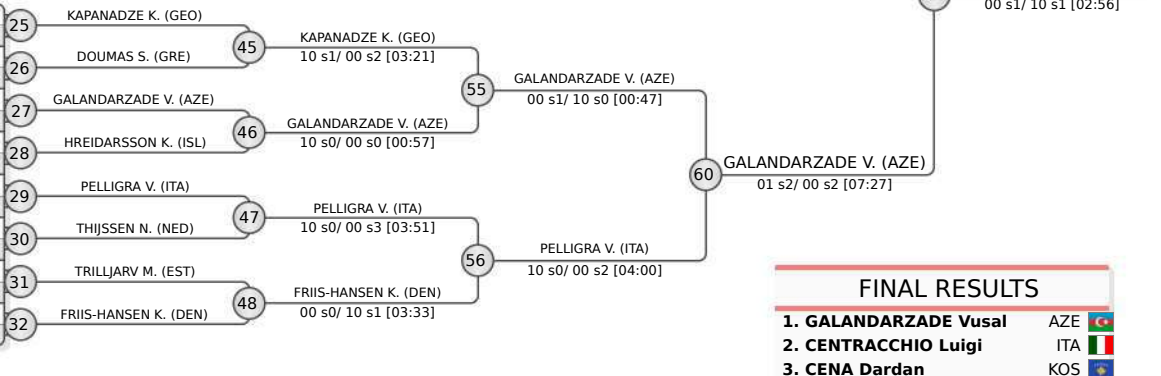 00 s1/ 10 s1 [02:56]
25
KAPANADZE K. (GEO)
45
KAPANADZE K. (GEO)
10 s1/ 00 s2 [03:21]
26
DOUMAS S. (GRE)
55
GALANDARZADE V. (AZE)
00 s1/ 10 s0 [00:47]
27
GALANDARZADE V. (AZE)
46
GALANDARZADE V. (AZE)
10 s0/ 00 s0 [00:57]
28
HREIDARSSON K. (ISL)
60
GALANDARZADE V. (AZE)
01 s2/ 00 s2 [07:27]
29
PELLIGRA V. (ITA)
47
PELLIGRA V. (ITA)
10 s0/ 00 s3 [03:51]
30
THIJSSEN N. (NED)
56
PELLIGRA V. (ITA)
10 s0/ 00 s2 [04:00]
31
TRILLJARV M. (EST)
48
FRIIS-HANSEN K. (DEN)
00 s0/ 10 s1 [03:33]
32
FRIIS-HANSEN K. (DEN)
FINAL RESULTS
1. GALANDARZADE Vusal AZE
2. CENTRACCHIO Luigi ITA
3. CENA Dardan KOS